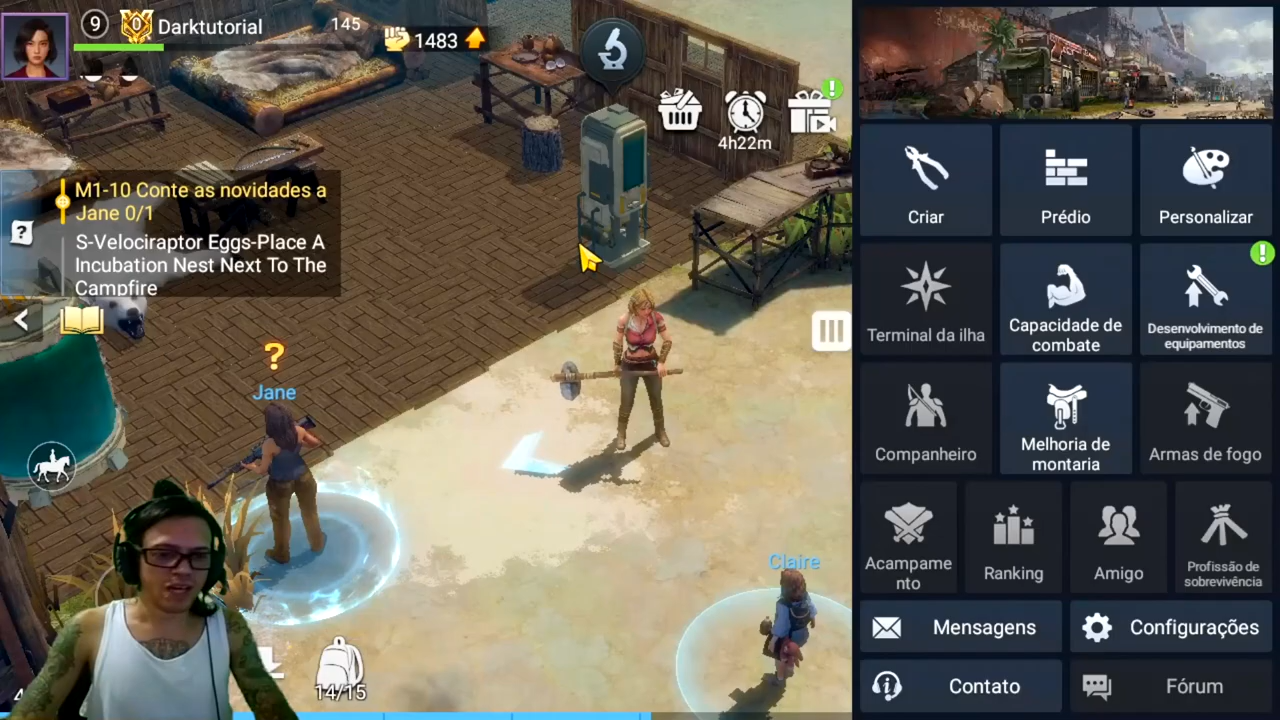 9
0
Darktutorial
145
1483
4h22m
M1-10 Conte as novidades a
Jane 0/1
S-Velociraptor Eggs-Place A
Incubation Nest Next To The
Campfire
Jane
Claire
14/15
Criar
Prédio
Personalizar
Terminal da ilha
Capacidade de
combate
Desenvolvimento de
equipamentos
Companheiro
Melhoria de
montaria
Armas de fogo
Acampame
nto
Ranking
Amigo
Profissão de
sobrevivência
Mensagens
Configurações
Contato
Fórum